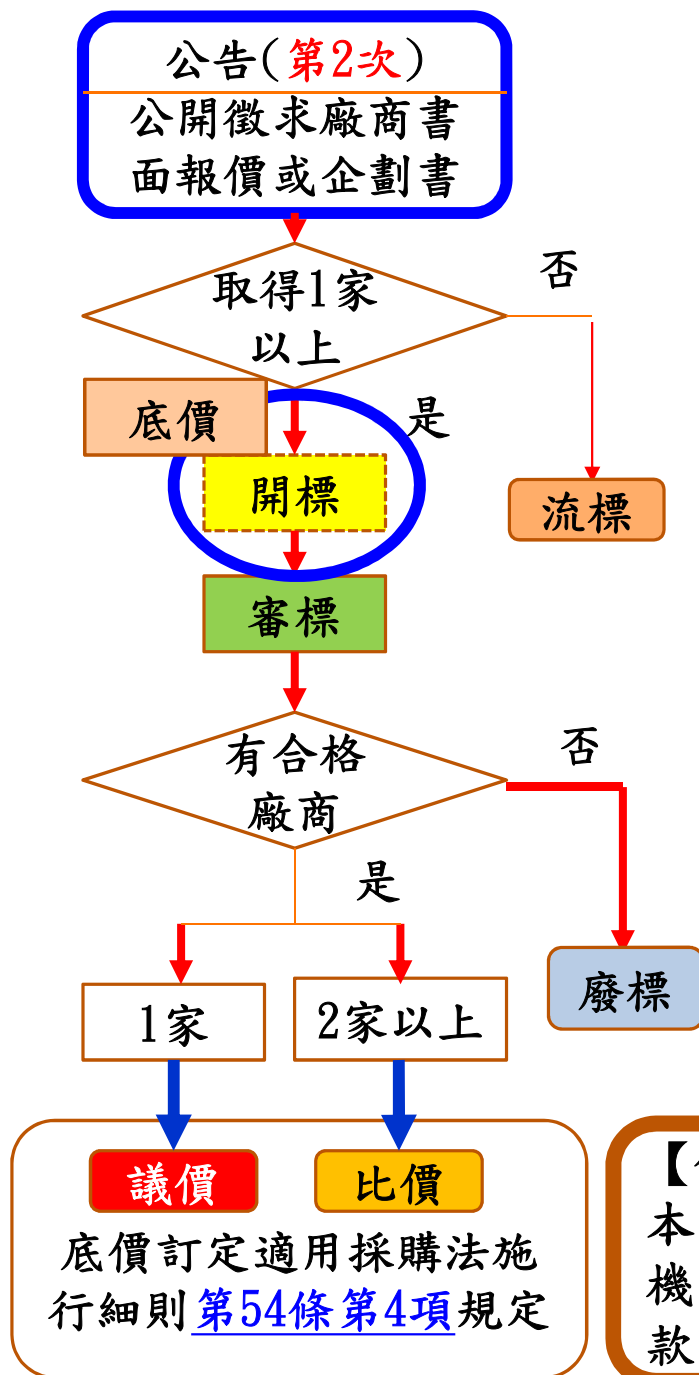 公告(第2次)
公開徵求廠商書
面報價或企劃書
取得1家
以上
否
底價
是
開標
流標
審標
有合格
廠商
否
是
廢標
1家
2家以上
議價
比價
底價訂定適用採購法施
行細則第54條第4項規定
【
本
機
款